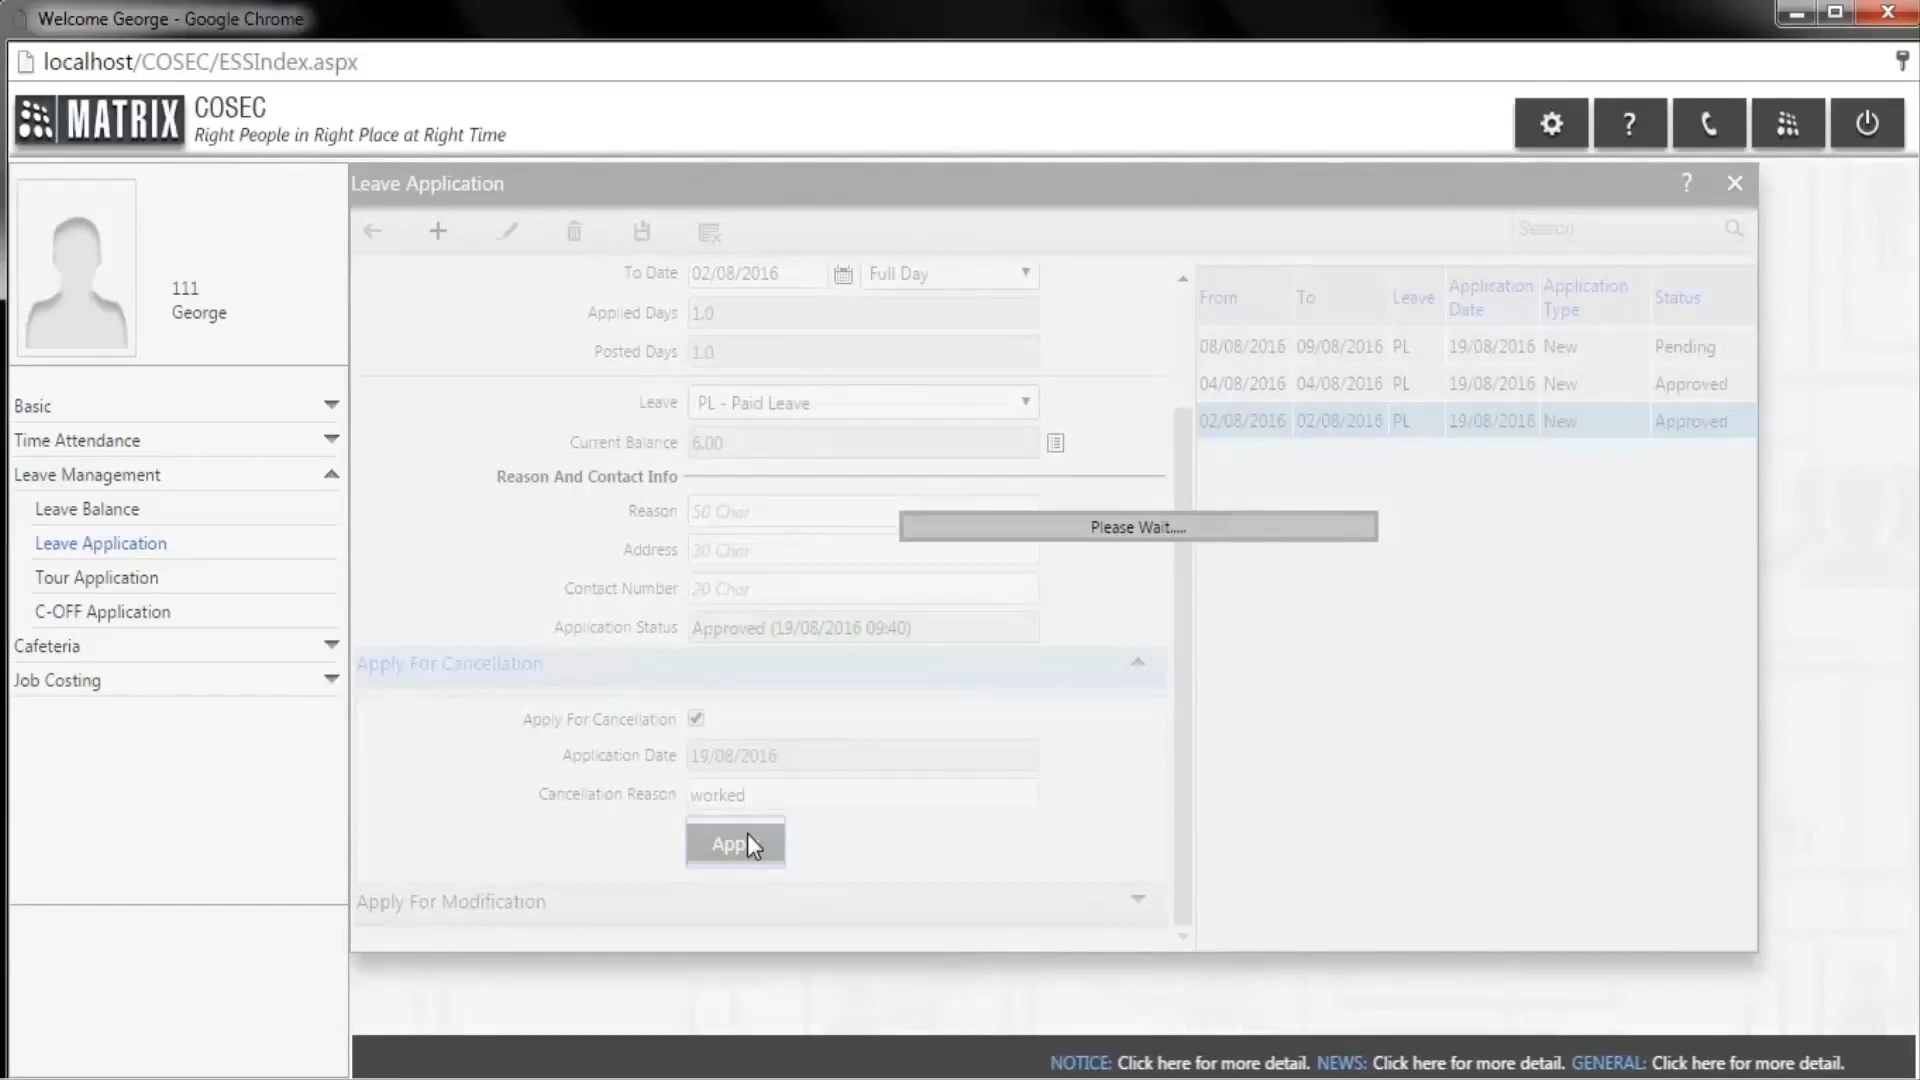 Welcome George - Google Chrome
localhost/COSEC/ESSIndex.aspx
MATRIX
COSEC
Right People in Right Place at Right Time
?
111
George
Basic
Time Attendance
Leave Management
Leave Balance
Leave Application
Tour Application
C-OFF Application
Cafeteria
Job Costing
Leave Application
?
Search
To Date 02/08/2016 Full Day
Applied Days 1.0
Posted Days 1.0
Leave PL - Paid Leave
Current Balance 6.00
Reason And Contact Info
Reason 50 Char
Address 30 Char
Contact Number 20 Char
Application Status Approved (19/08/2016 09:40)
Apply For Cancellation
Apply For Cancellation
Application Date 19/08/2016
Cancellation Reason worked
App
Apply For Modification
From To Leave Application Date Application Type Status
08/08/2016 09/08/2016 PL 19/08/2016 New Pending
04/08/2016 04/08/2016 PL 19/08/2016 New Approved
02/08/2016 02/08/2016 PL 19/08/2016 New Approved
Please Wait.....
NOTICE: Click here for more detail. NEWS: Click here for more detail. GENERAL: Click here for more detail.